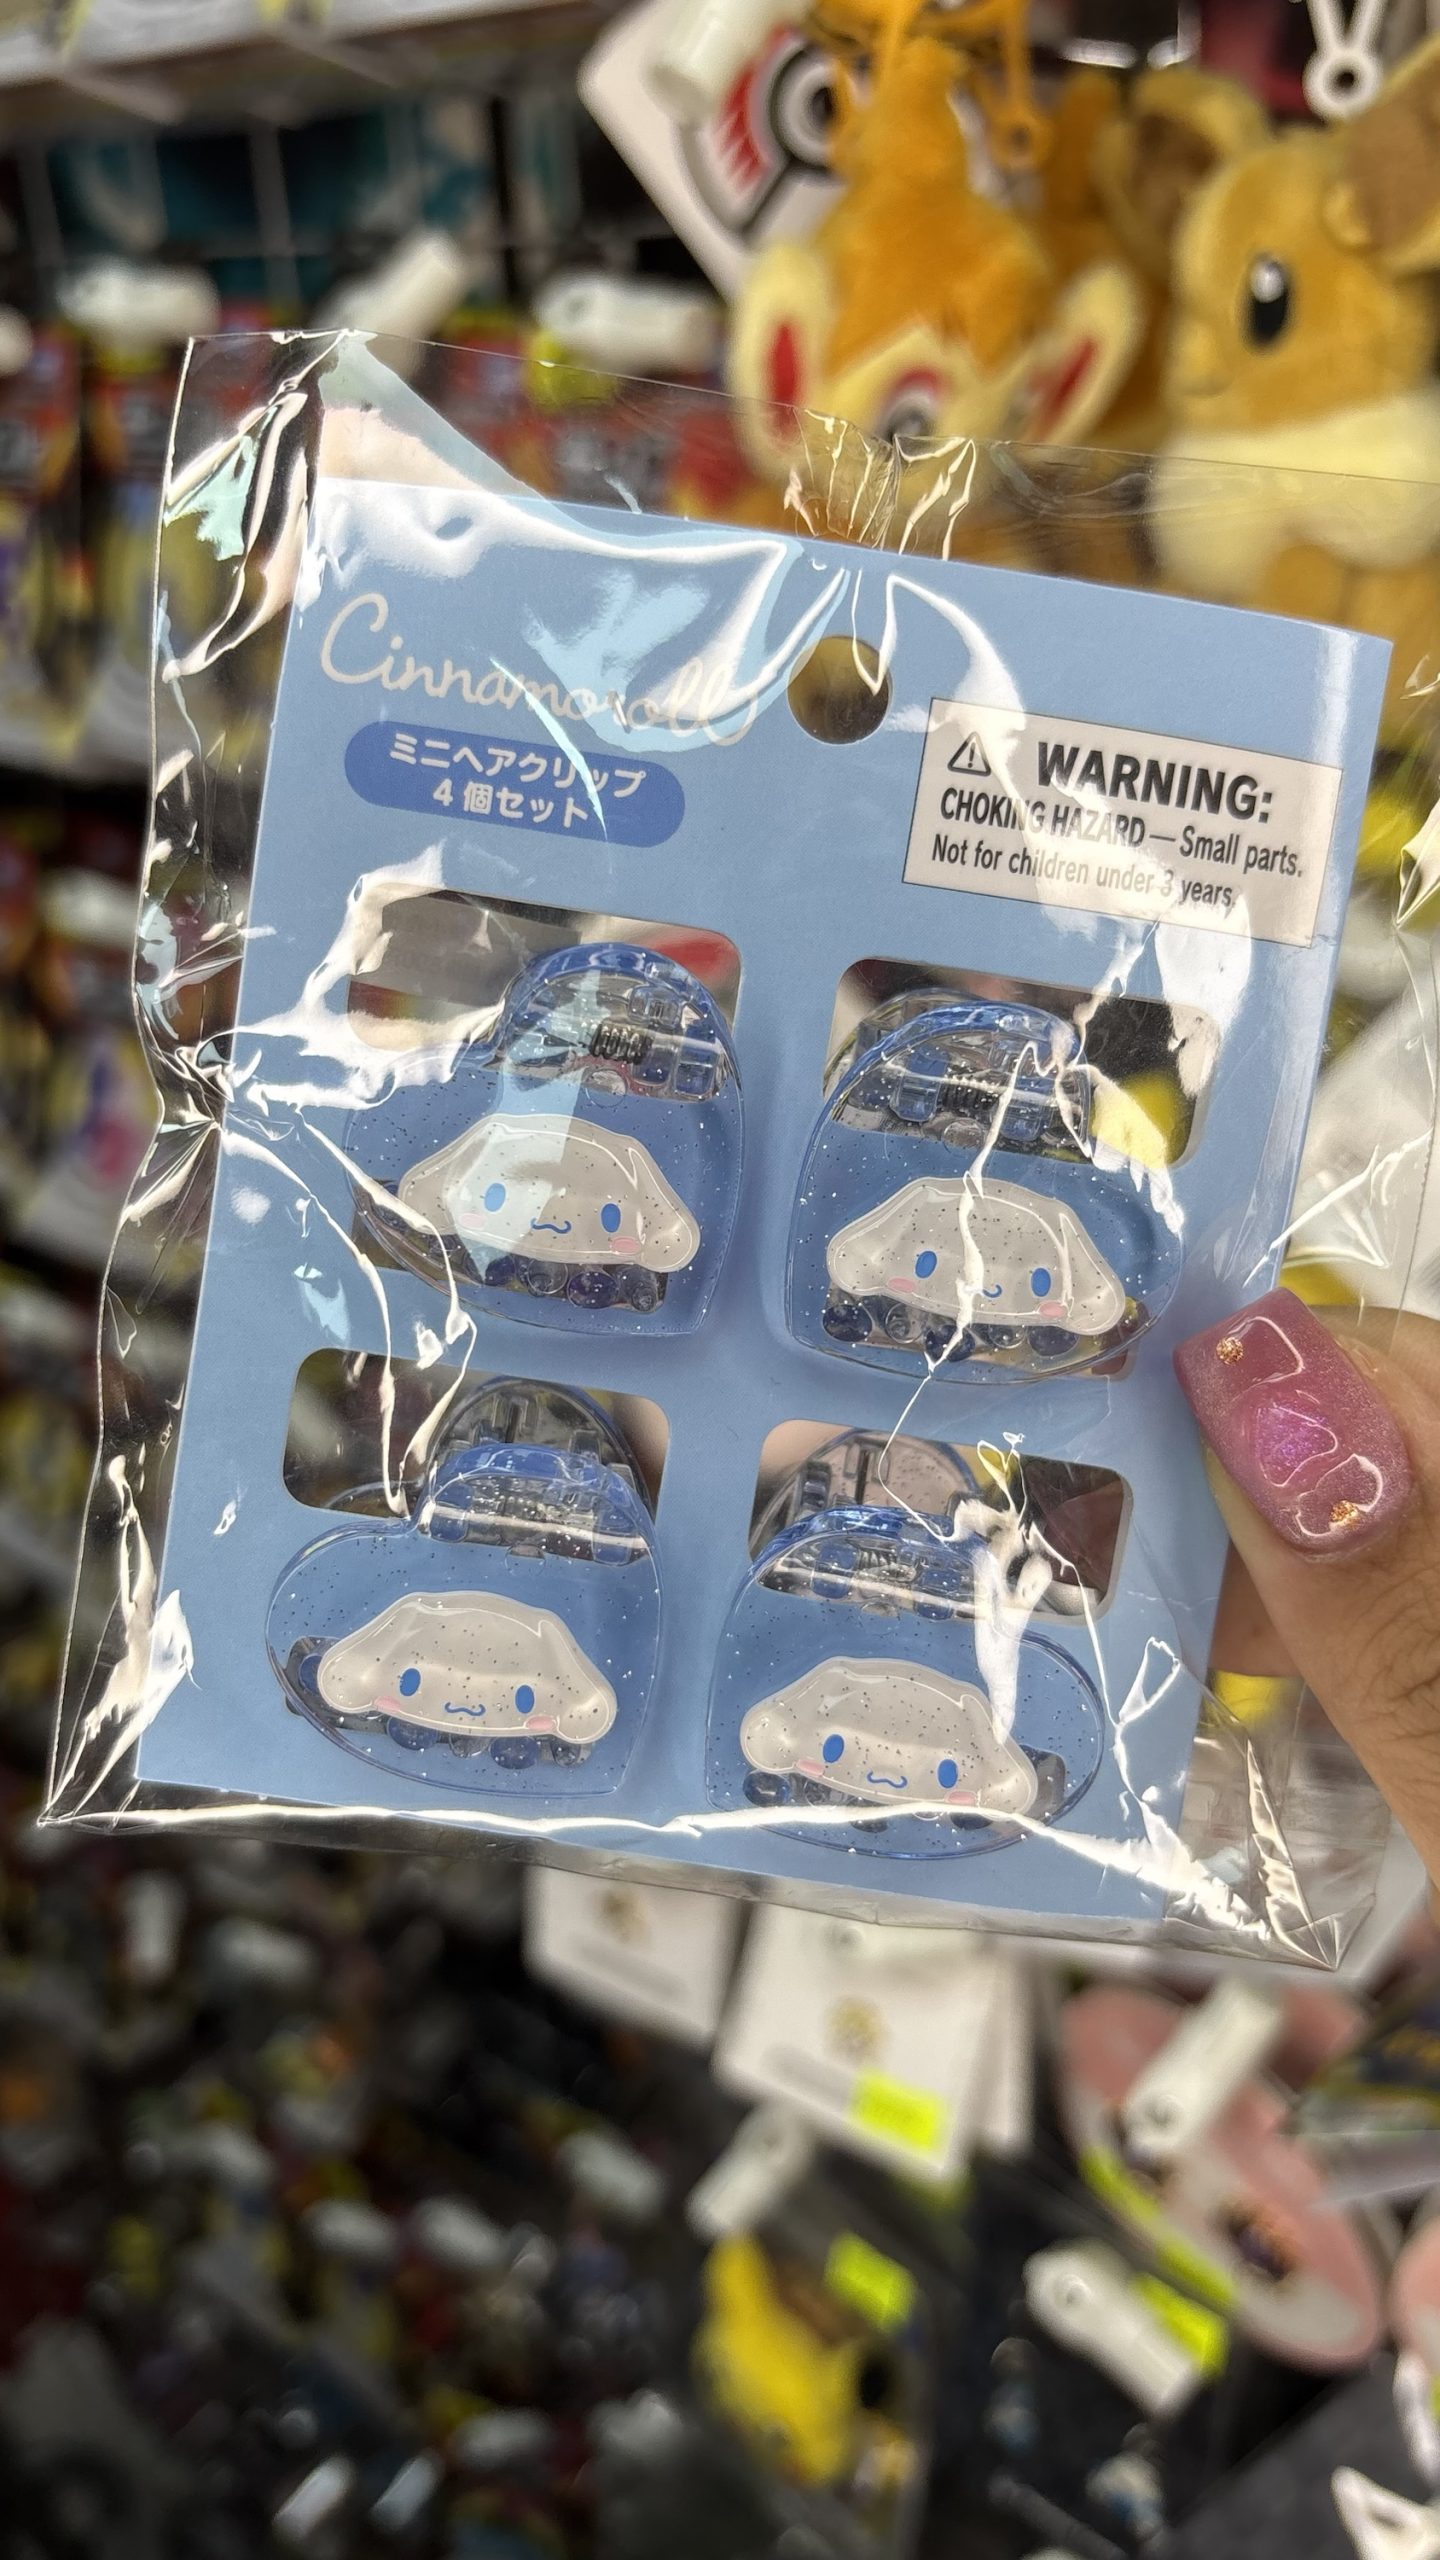 Cinnamoroll
ミニヘアクリップ
4個セット
WARNING:
CHOKING HAZARD — Small parts.
Not for children under 3 years.